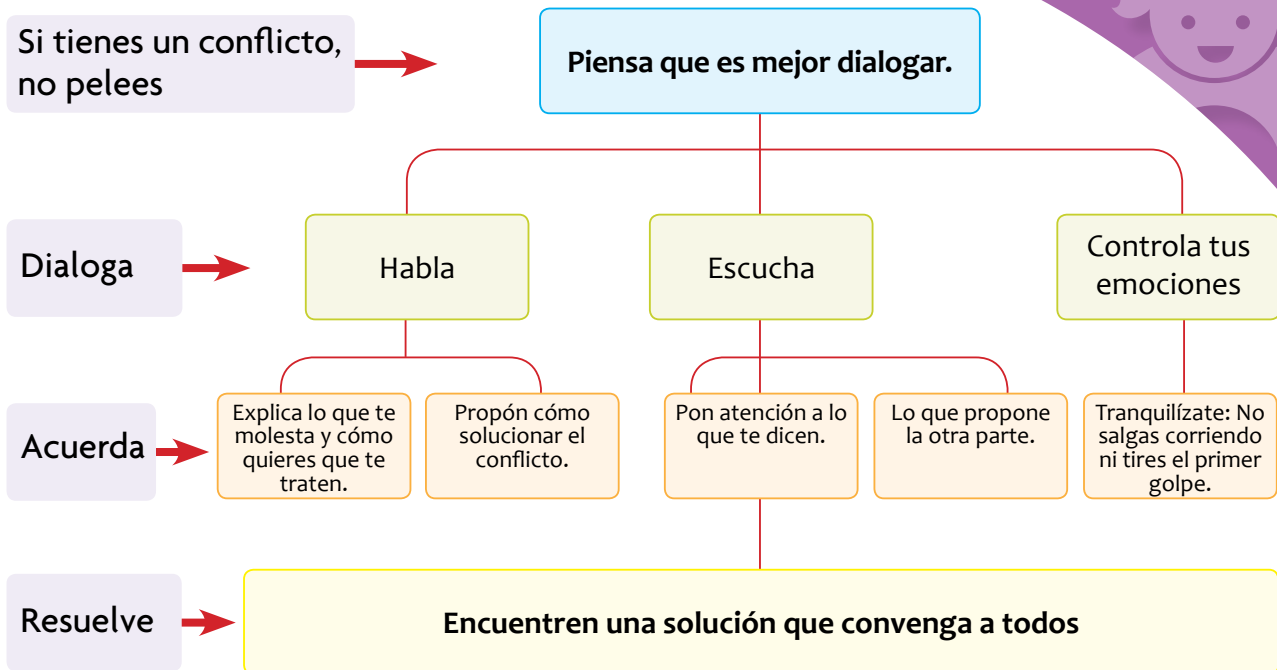 Si tienes un conflicto,
no pelees
Piensa que es mejor dialogar.
Dialoga
Habla
Escucha
Controla tus
emociones
Acuerda
Explica lo que te
molesta y cómo
quieres que te
traten.
Propón cómo
solucionar el
conflicto.
Pon atención a lo
que te dicen.
Lo que propone
la otra parte.
Tranquilízate: No
salgas corriendo
ni tires el primer
golpe.
Resuelve
Encuentren una solución que convenga a todos